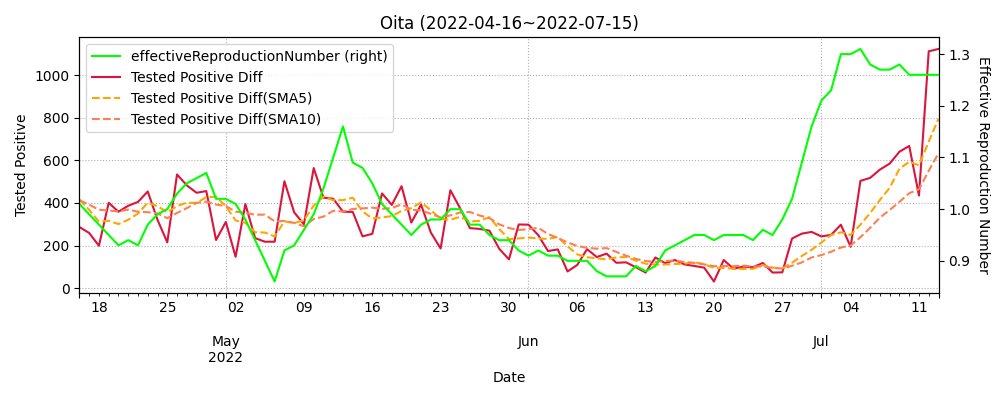 Oita (2022-04-16~2022-07-15)
effectiveReproductionNumber (right)
Tested Positive Diff
Tested Positive Diff(SMA5)
Tested Positive Diff(SMA10)
Tested Positive
1000
800
600
400
200
0
1.3
1.2
1.1
1.0
0.9
Effective Reproduction Number
18 25 02 09 16 23 30 06 13 20 27 04 11
May Jun Jul
2022
Date